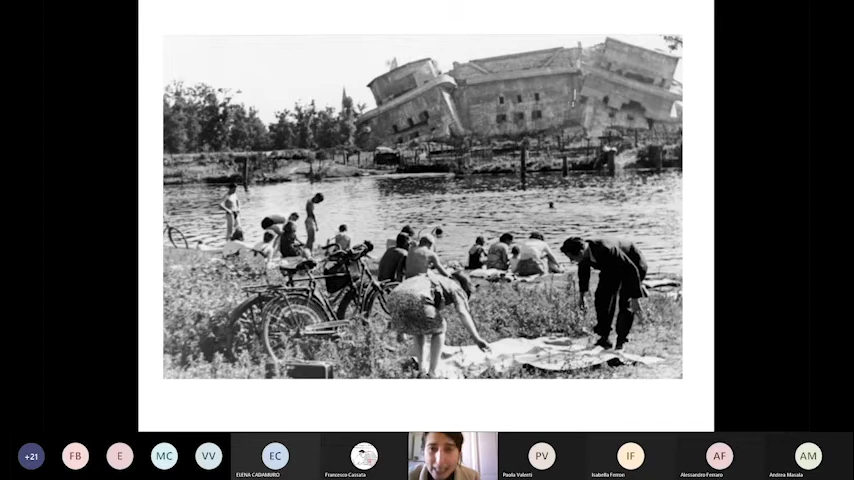 +21
FB
E
MC
VV
EC
ELENA CADAMURO
Francesco Cassata
PV
Paola Valenti
IF
Isabella Ferron
AF
Alessandro Ferraro
AM
Andrea Masala